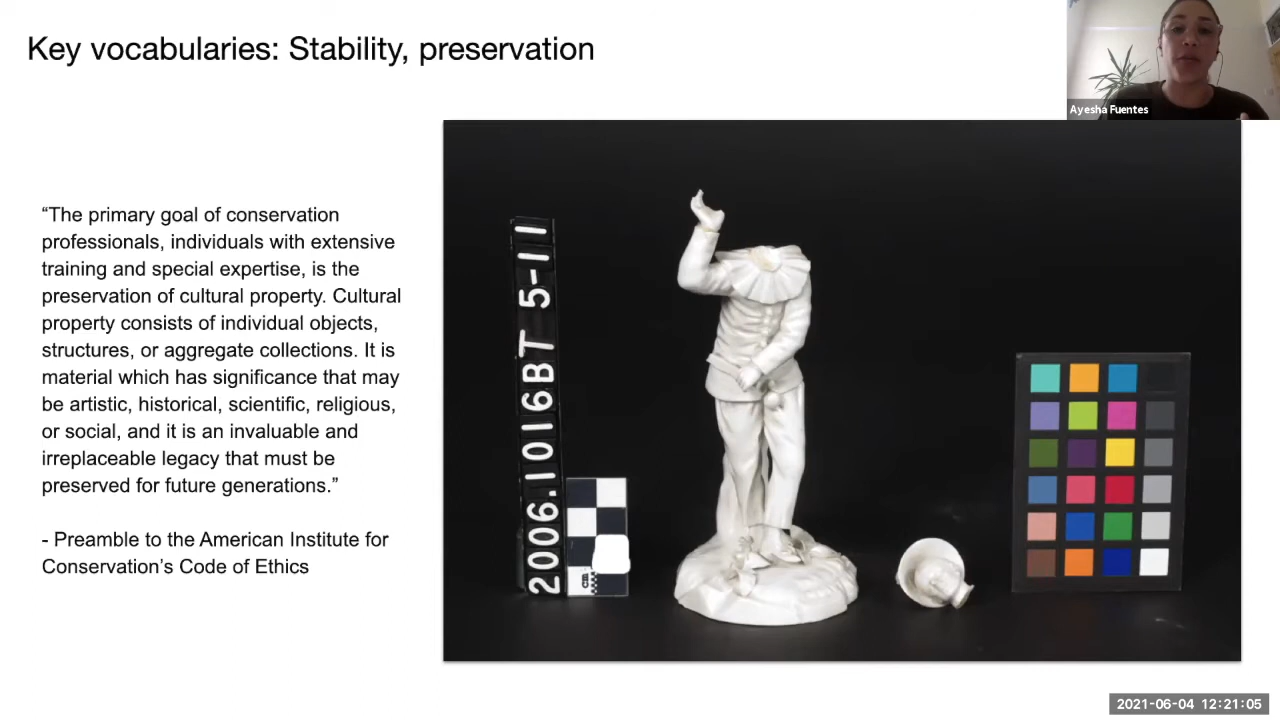 Key vocabularies: Stability, preservation
Ayesha Fuentes
“The primary goal of conservation
professionals, individuals with extensive
training and special expertise, is the
preservation of cultural property. Cultural
property consists of individual objects,
structures, or aggregate collections. It is
material which has significance that may
be artistic, historical, scientific, religious,
or social, and it is an invaluable and
irreplaceable legacy that must be
preserved for future generations.”
- Preamble to the American Institute for
Conservation’s Code of Ethics
2006.1016BT 5-11
cm
2021-06-04 12:21:05